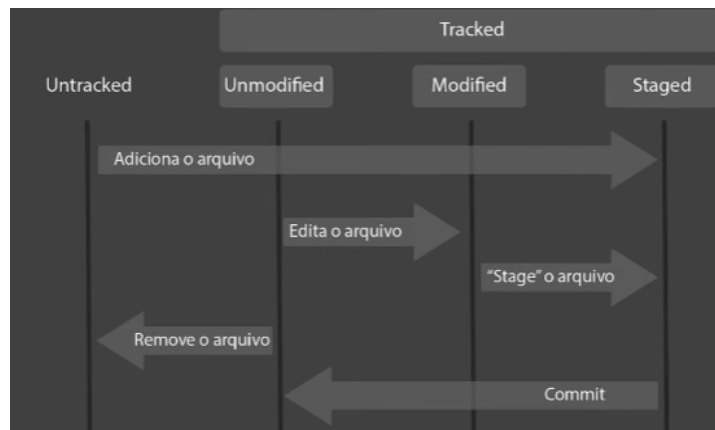 Tracked
Untracked
Unmodified
Modified
Staged
Adiciona o arquivo
Edita o arquivo
"Stage" o arquivo
Remove o arquivo
Commit